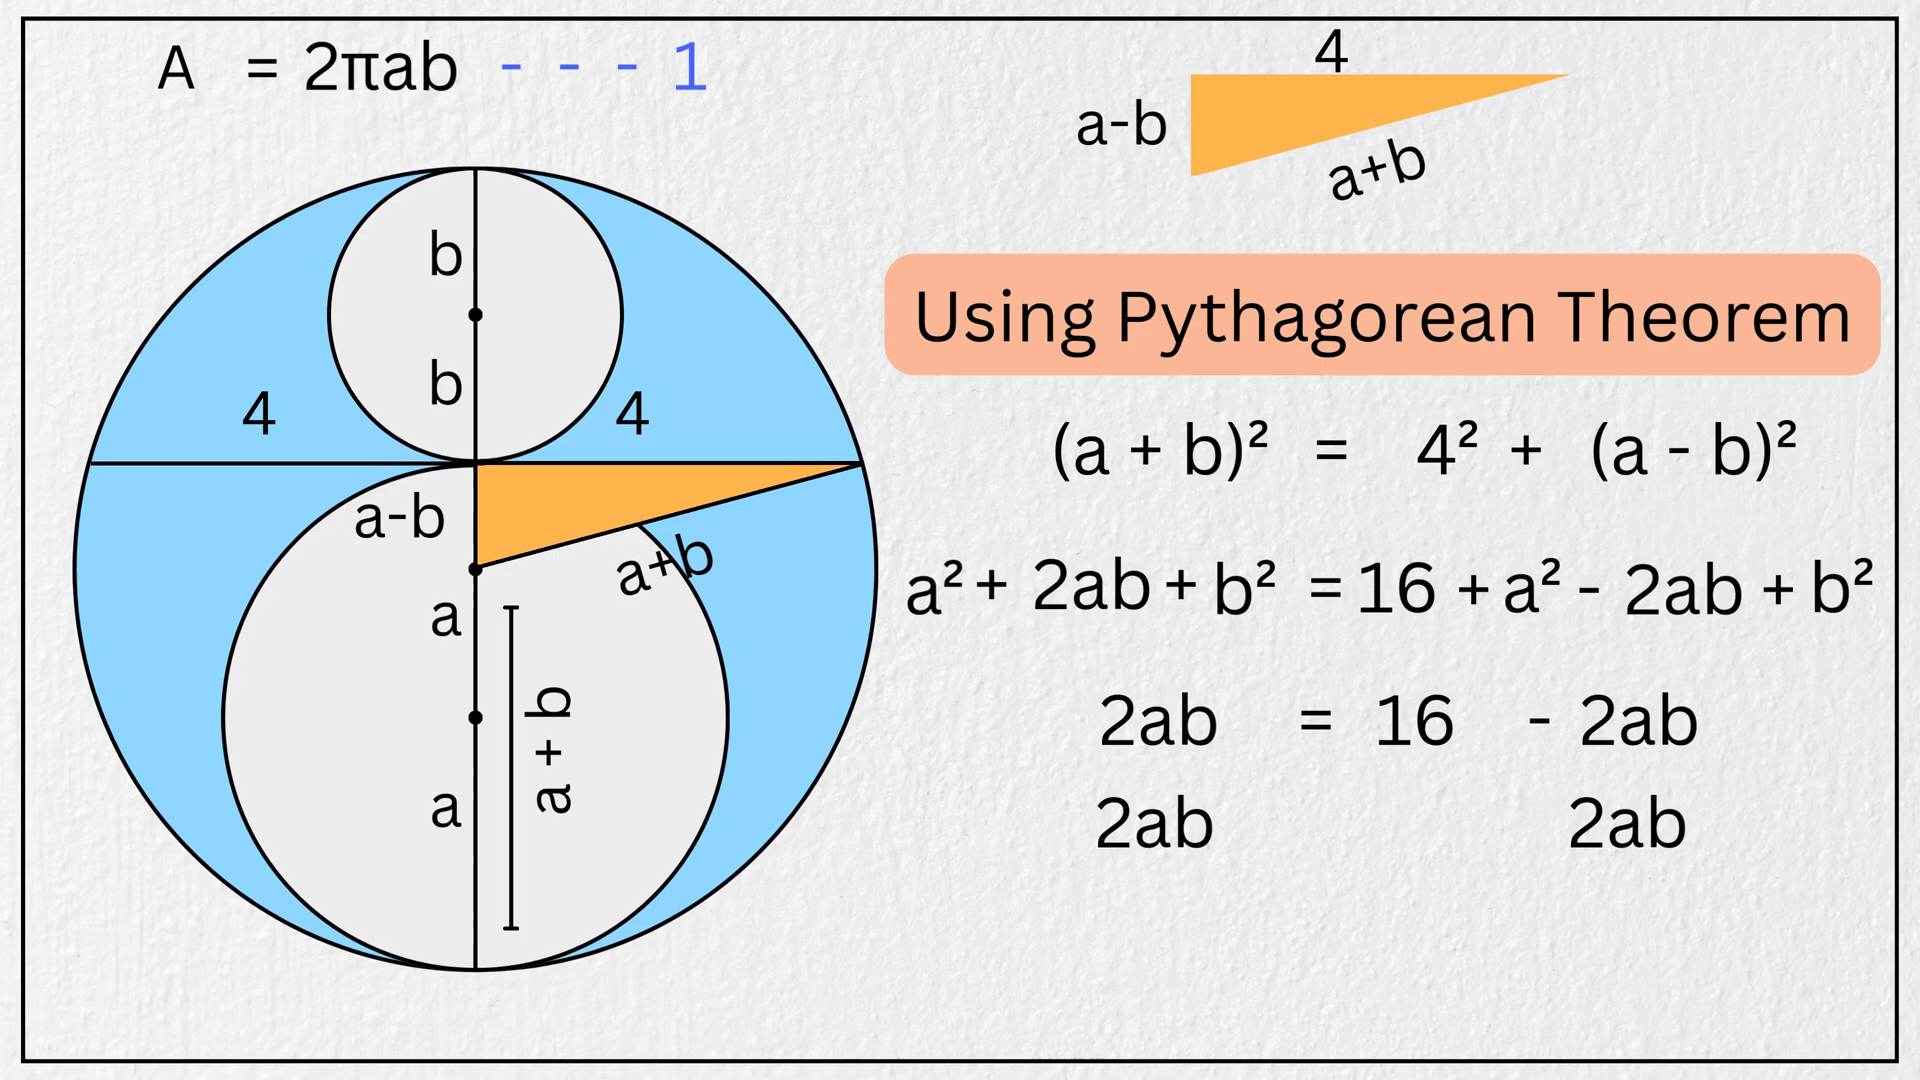 A = 2πab - - - 1
4
a-b
a+b
Using Pythagorean Theorem
b
b
4 4
a-b
a+b
a
a + b
a
(a + b)² = 4² + (a - b)²
a² + 2ab + b² = 16 + a² - 2ab + b²
2ab = 16 - 2ab
2ab 2ab